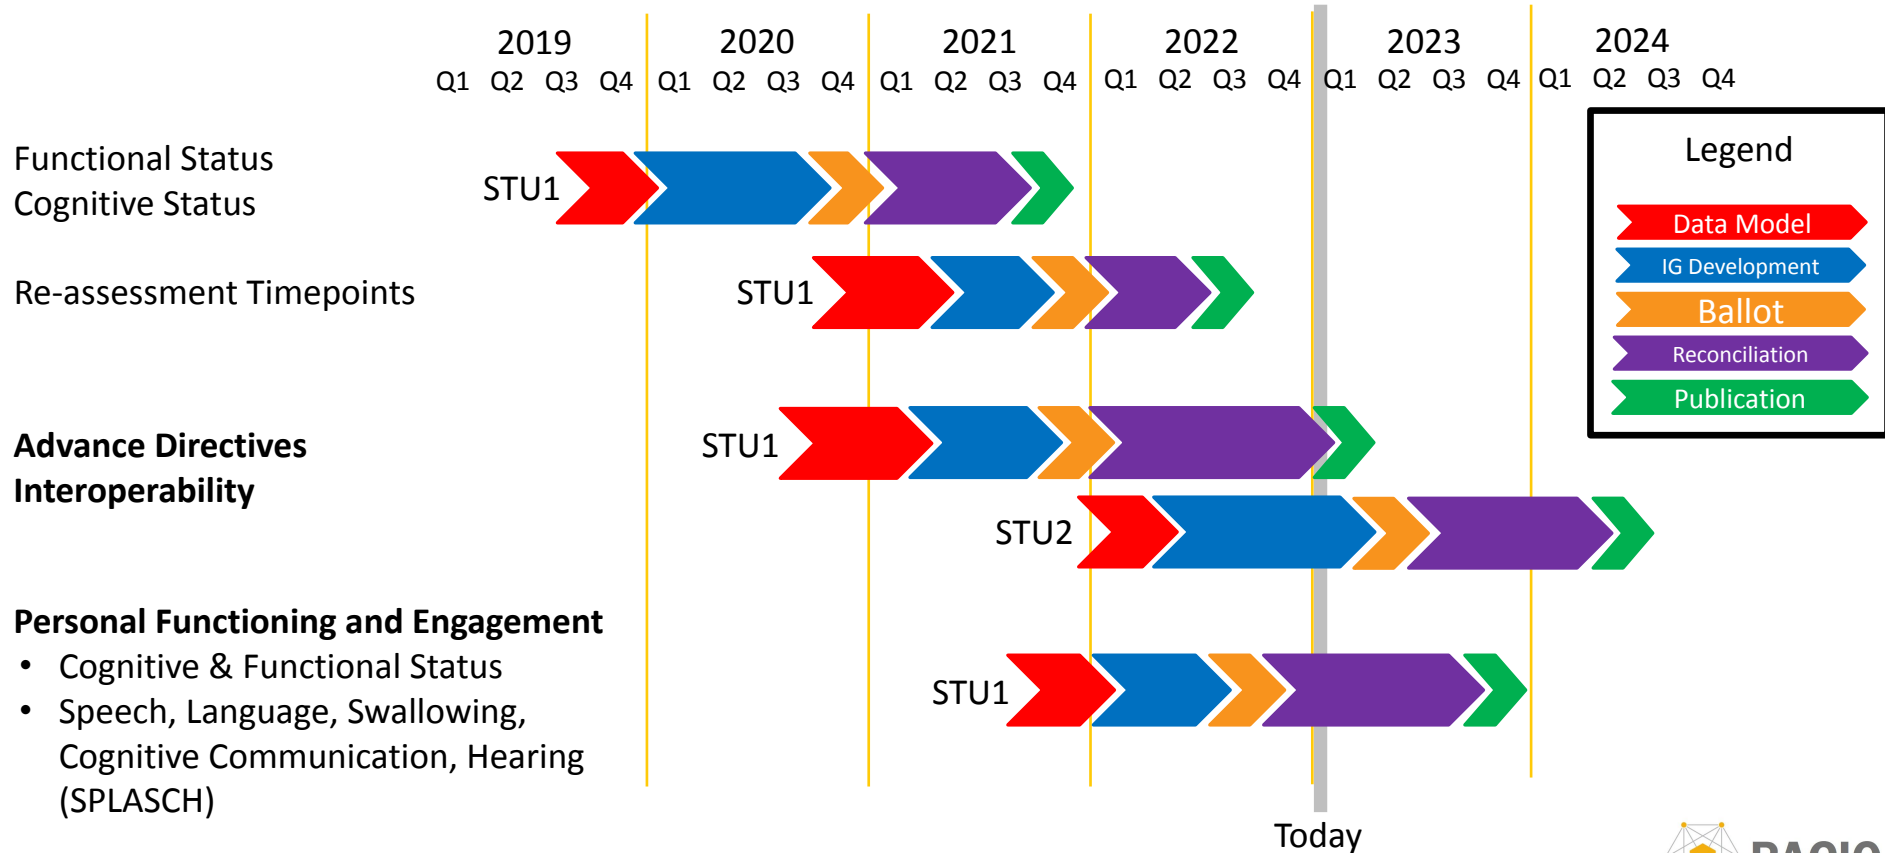 2019 2020 2021 2022 2023 2024
Q1 Q2 Q3 Q4 Q1 Q2 Q3 Q4 Q1 Q2 Q3 Q4 Q1 Q2 Q3 Q4 Q1 Q2 Q3 Q4 Q1 Q2 Q3 Q4
Functional Status
Cognitive Status
STU1
Re-assessment Timepoints
STU1
Advance Directives
Interoperability
STU1
STU2
Personal Functioning and Engagement
• Cognitive & Functional Status
• Speech, Language, Swallowing,
Cognitive Communication, Hearing
(SPLASCH)
STU1
Today
Legend
Data Model
IG Development
Ballot
Reconciliation
Publication